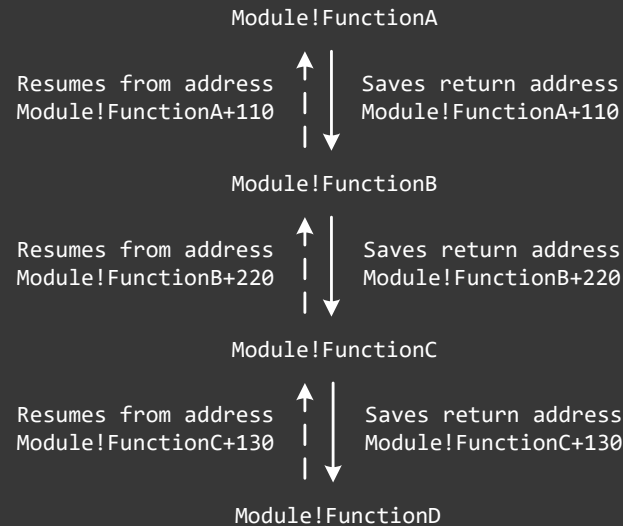 Module!FunctionA
Resumes from address
Module!FunctionA+110
Saves return address
Module!FunctionA+110
Module!FunctionB
Resumes from address
Module!FunctionB+220
Saves return address
Module!FunctionB+220
Module!FunctionC
Resumes from address
Module!FunctionC+130
Saves return address
Module!FunctionC+130
Module!FunctionD